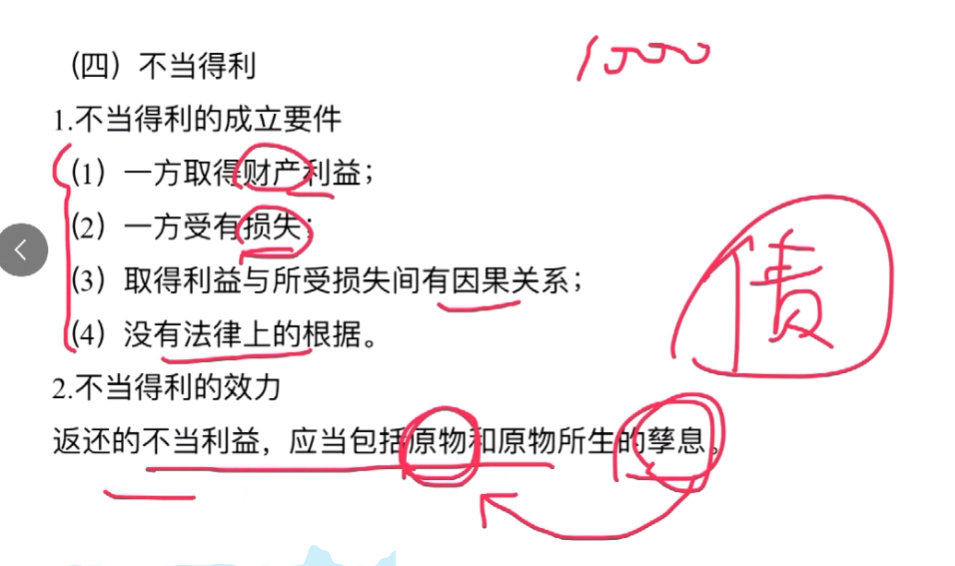 （四）不当得利
1000
1.不当得利的成立要件
（1）一方取得财产利益；
（2）一方受有损失；
（3）取得利益与所受损失间有因果关系；
（4）没有法律上的根据。
债
2.不当得利的效力
返还的不当利益，应当包括原物和原物所生的孳息。